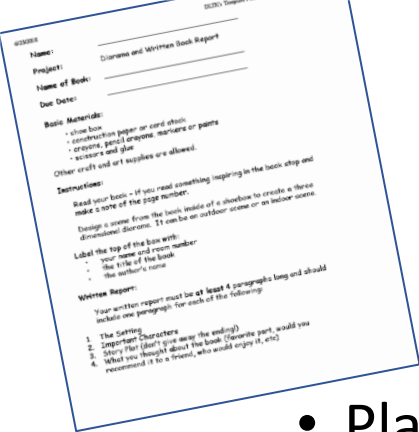 Name:
Project: Diorama and Written Book Report
Name of Book:
Due Date:
Basic Materials:
• shoe box
• construction paper or card stock
• crayons, pencil crayons, markers or paints
• scissors and glue
Other craft and art supplies are allowed.
Instructions:
Read your book – if you read something inspiring in the book stop and
make a note of the page number.
Design a scene from the book inside of a shoebox to create a three
dimensional diorama. It can be an outdoor scene or an indoor scene.
Label the top of the box with:
• your name and room number
• the title of the book
• the author's name
Written Report:
Your written report must be at least 4 paragraphs long and should
include one paragraph for each of the following:
1. The Setting
2. Important Characters
3. Story Plot (don't give away the ending!)
4. What you thought about the book (favorite part, would you
recommend it to a friend, who would enjoy it, etc)
• Pla